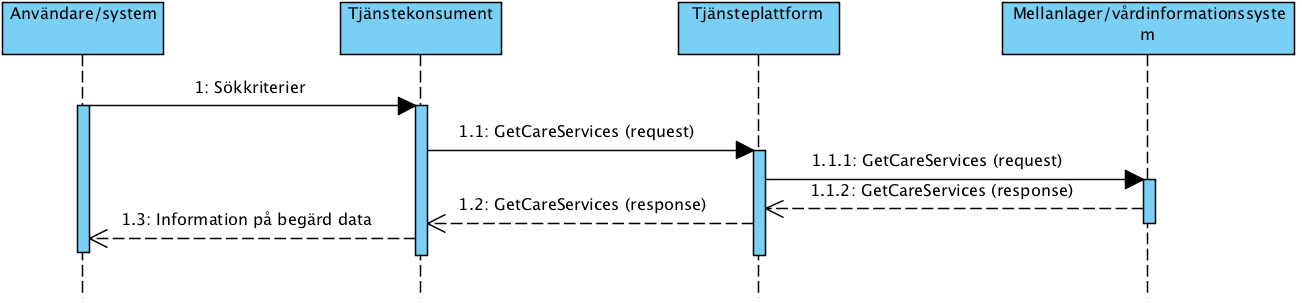 Användare/system
Tjänstekonsument
Tjänsteplattform
Mellanlager/vårdinformationssyste
m
1: Sökkriterier
1.1: GetCareServices (request)
1.1.1: GetCareServices (request)
1.1.2: GetCareServices (response)
1.2: GetCareServices (response)
1.3: Information på begärd data